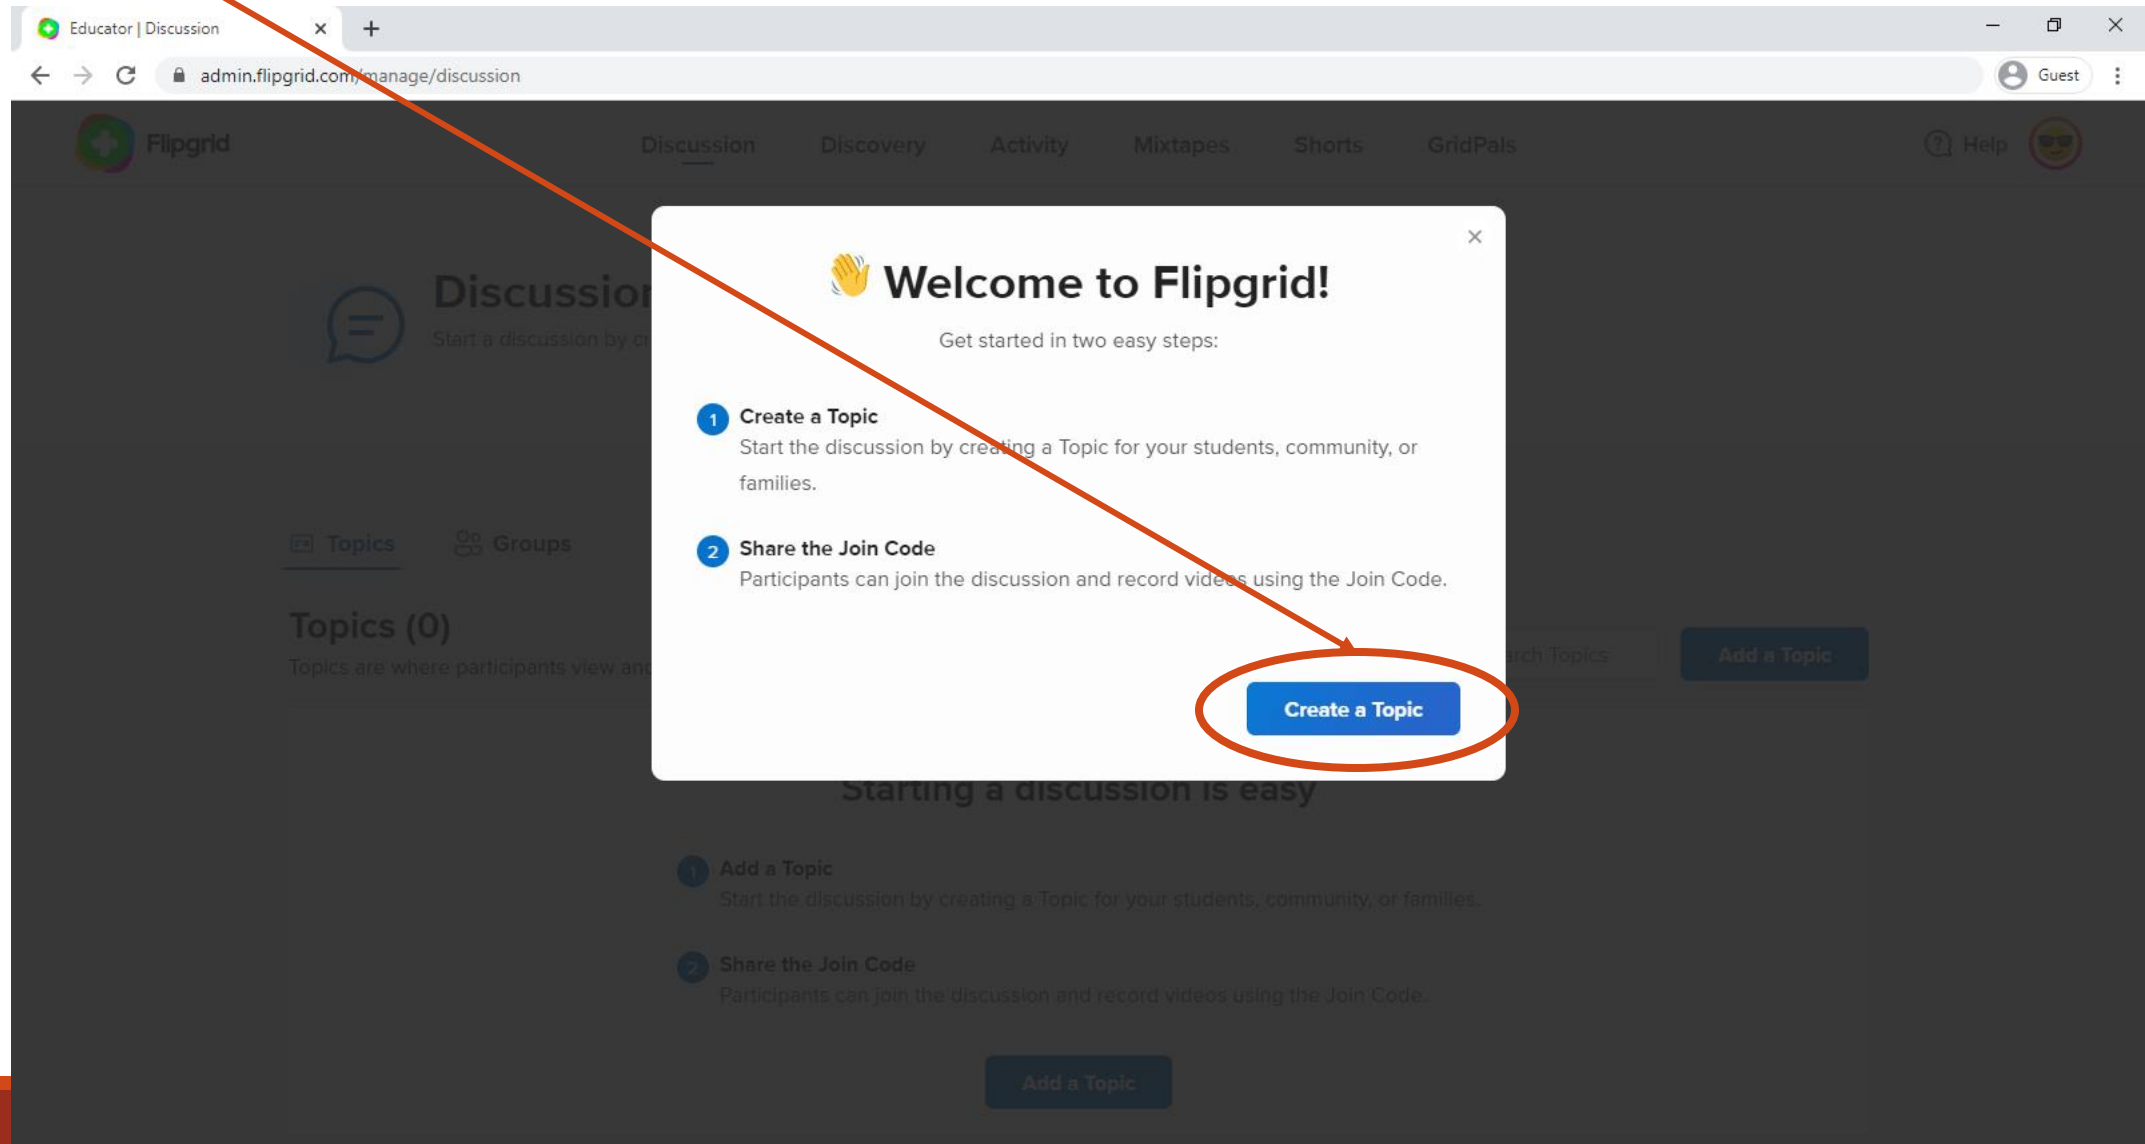 Educator | Discussion
admin.flipgrid.com/manage/discussion
Guest
Flipgrid
Discussion
Discovery
Activity
Mixtapes
Shorts
GridPals
Help
Welcome to Flipgrid!
Get started in two easy steps:
1 Create a Topic
Start the discussion by creating a Topic for your students, community, or
families.
2 Share the Join Code
Participants can join the discussion and record videos using the Join Code.
Create a Topic
Start a discussion by
Topics
Groups
Topics (0)
Topics are where participants view
Topics
Add a Topic
Starting a discussion is easy
1 Add a Topic
Start the discussion by creating a Topic for your students, community, or families.
2 Share the Join Code
Participants can join the discussion and record videos using the Join Code.
Add a Topic